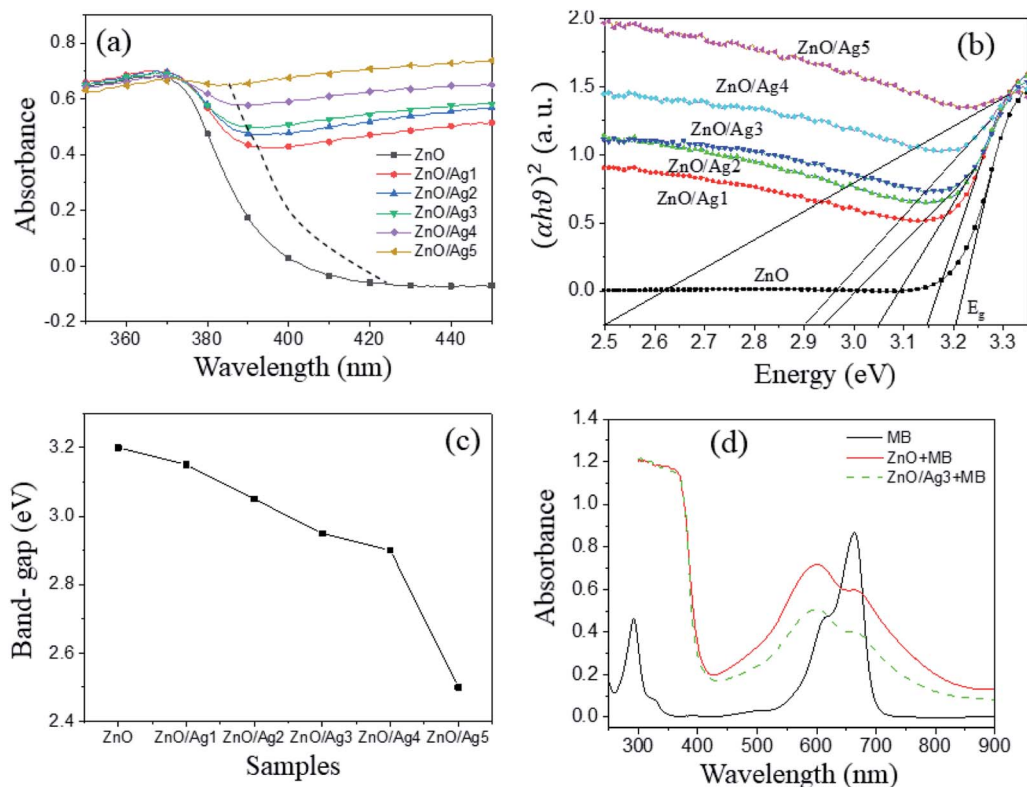 (a)
0.8
0.6
0.4
0.2
0.0
-0.2
Absorbance
ZnO
ZnO/Ag1
ZnO/Ag2
ZnO/Ag3
ZnO/Ag4
ZnO/Ag5
360 380 400 420 440
Wavelength (nm)
(b)
2.0
1.5
1.0
0.5
0.0
(αhϑ)² (a. u.)
ZnO/Ag5
ZnO/Ag4
ZnO/Ag3
ZnO/Ag2
ZnO/Ag1
ZnO
Eg
2.5 2.6 2.7 2.8 2.9 3.0 3.1 3.2 3.3
Energy (eV)
(c)
3.2
3.0
2.8
2.6
2.4
Band- gap (eV)
ZnO ZnO/Ag1 ZnO/Ag2 ZnO/Ag3 ZnO/Ag4 ZnO/Ag5
Samples
(d)
1.4
1.2
1.0
0.8
0.6
0.4
0.2
0.0
Absorbance
MB
ZnO+MB
ZnO/Ag3+MB
300 400 500 600 700 800 900
Wavelength (nm)